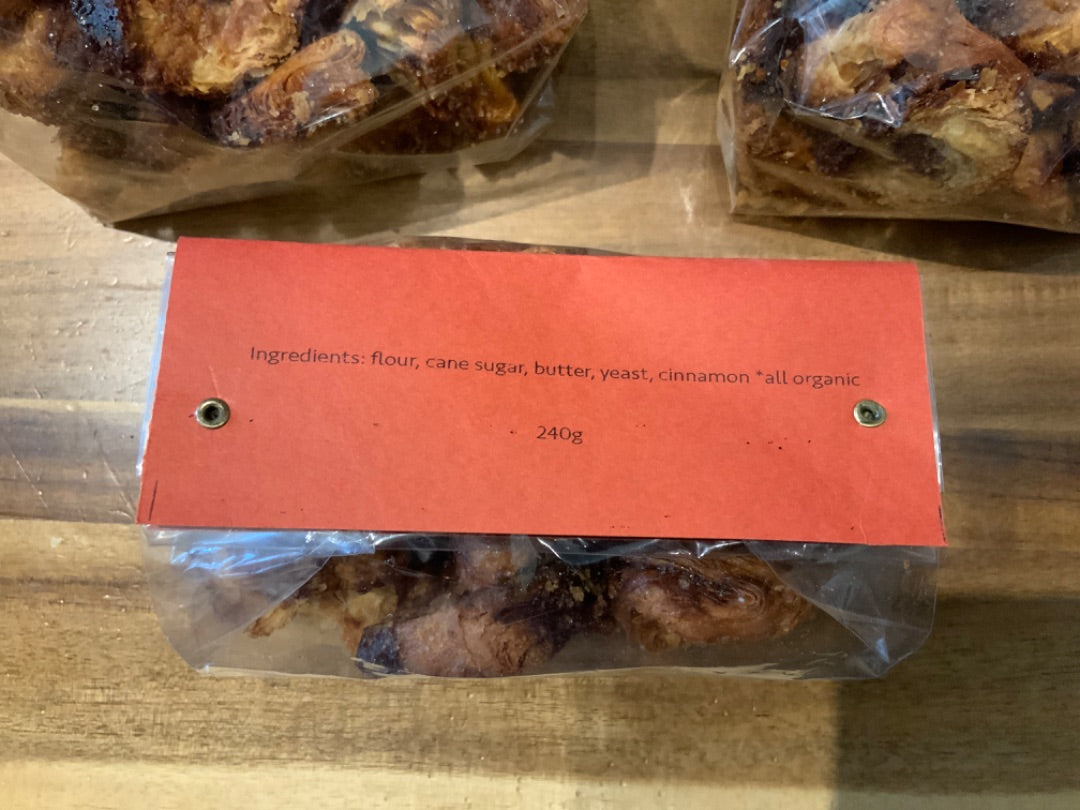 Ingredients: flour, cane sugar, butter, yeast, cinnamon *all organic
240g